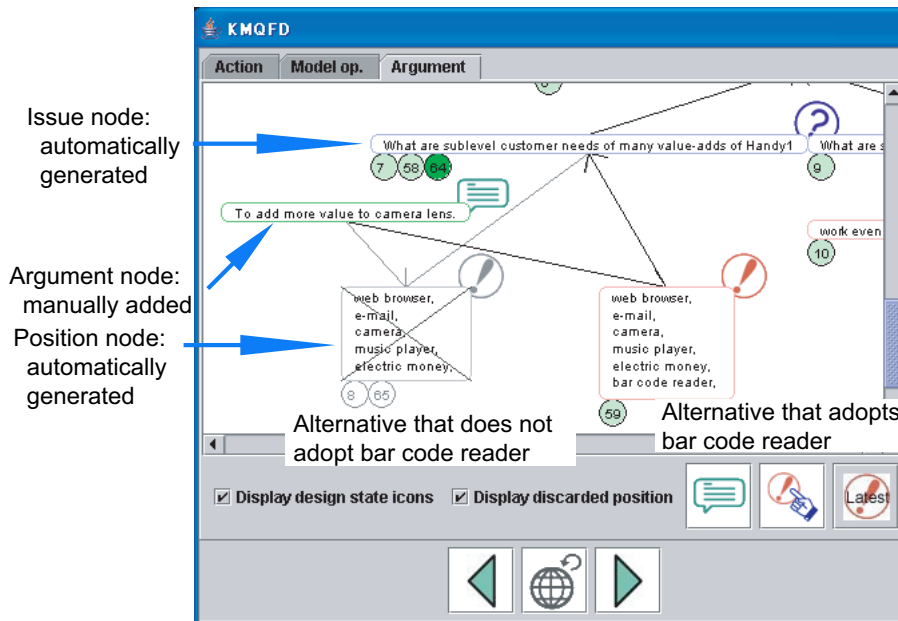 KMQFD
Action Model op. Argument
Issue node:
automatically
generated
What are sublevel customer needs of many value-adds of Handy1
What are s
7 58 64
9
To add more value to camera lens.
work even
10
Argument node:
manually added
Position node:
automatically
generated
web browser,
e-mail,
camera,
music player,
electric money,
8 65
web browser,
e-mail,
camera,
music player,
electric money,
bar code reader,
59
Alternative that does not
adopt bar code reader
Alternative that adopts
bar code reader
Display design state icons
Display discarded position
Latest